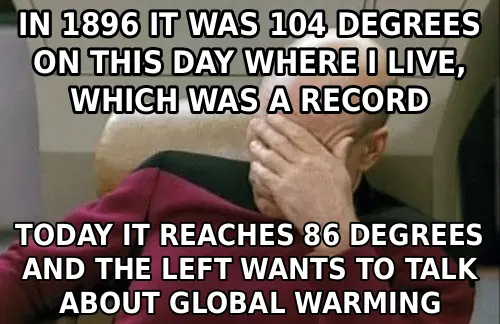 IN 1896 IT WAS 104 DEGREES
ON THIS DAY WHERE I LIVE,
WHICH WAS A RECORD
TODAY IT REACHES 86 DEGREES
AND THE LEFT WANTS TO TALK
ABOUT GLOBAL WARMING